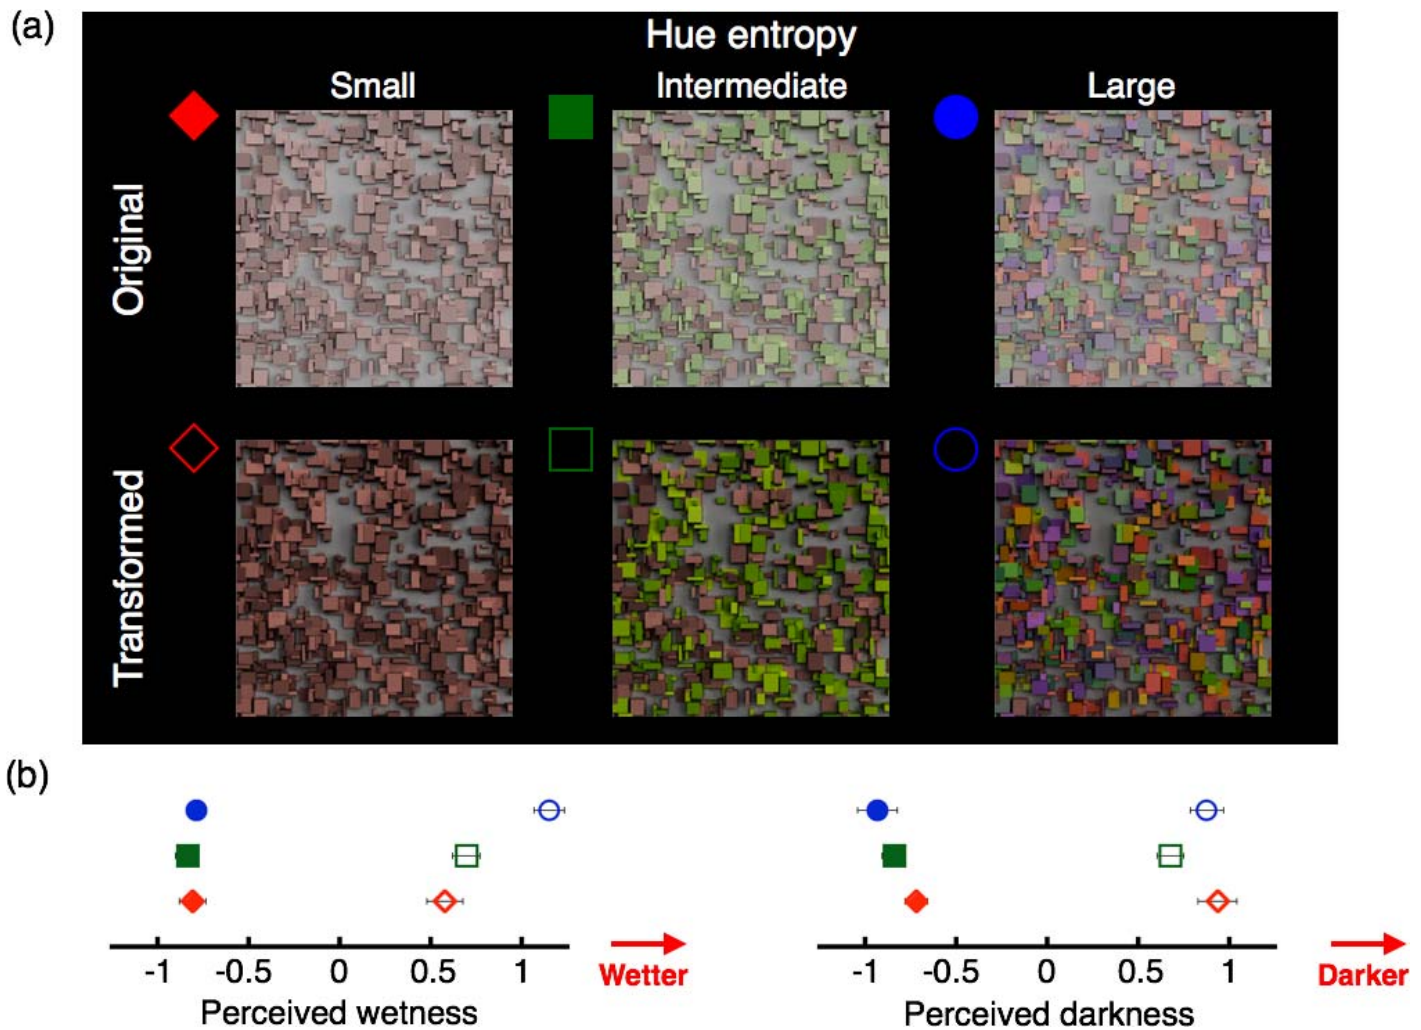 (a)
Hue entropy
Small Intermediate Large
Original
Transformed
(b)
-1 -0.5 0 0.5 1
Wetter
Perceived wetness
-1 -0.5 0 0.5 1
Darker
Perceived darkness